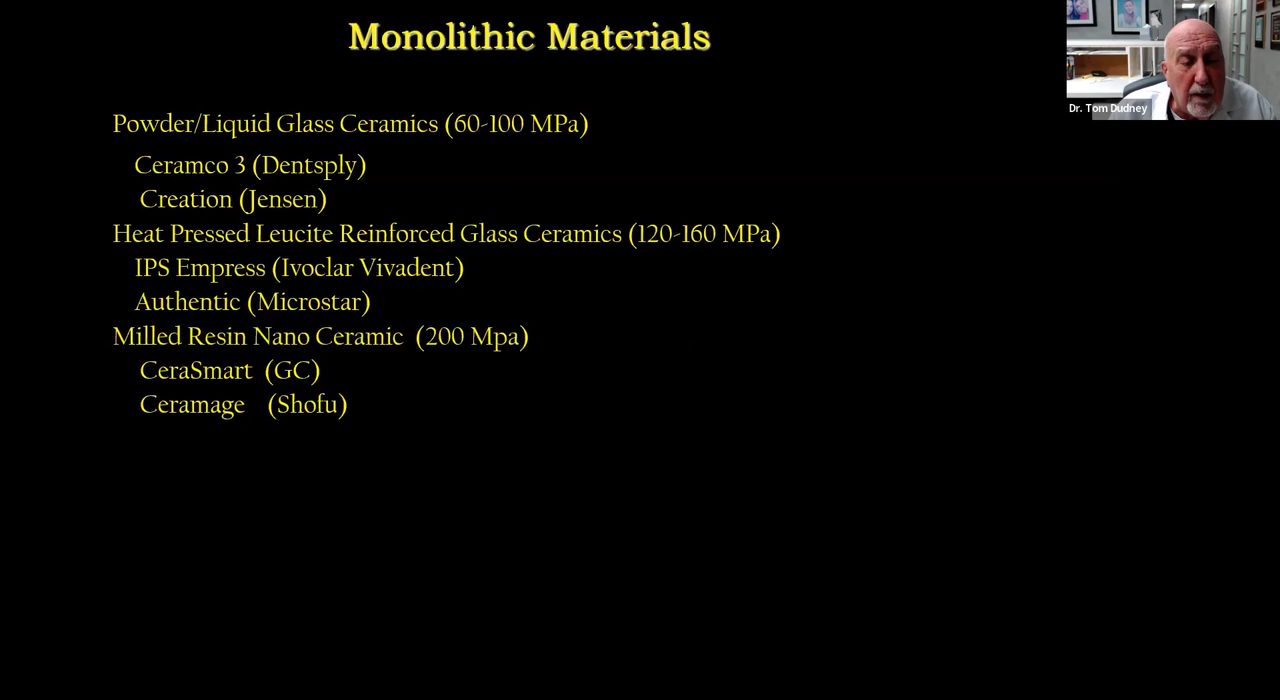 Monolithic Materials
Dr. Tom Dudney
Powder/Liquid Glass Ceramics (60-100 MPa)
Ceramco 3 (Dentsply)
Creation (Jensen)
Heat Pressed Leucite Reinforced Glass Ceramics (120-160 MPa)
IPS Empress (Ivoclar Vivadent)
Authentic (Microstar)
Milled Resin Nano Ceramic (200 Mpa)
CeraSmart (GC)
Ceramage (Shofu)